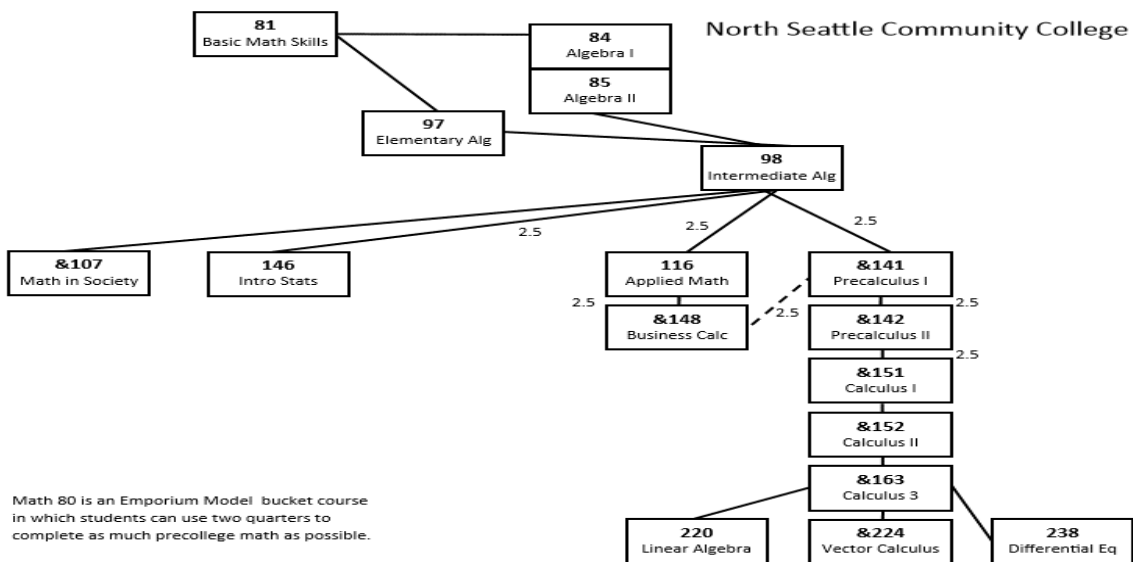 North Seattle Community College
81
Basic Math Skills
84
Algebra I
85
Algebra II
97
Elementary Alg
98
Intermediate Alg
2.5
2.5
2.5
&107
Math in Society
146
Intro Stats
116
Applied Math
&141
Precalculus I
2.5
2.5
2.5
&148
Business Calc
&142
Precalculus II
2.5
&151
Calculus I
&152
Calculus II
&163
Calculus 3
220
Linear Algebra
&224
Vector Calculus
238
Differential Eq
Math 80 is an Emporium Model bucket course
in which students can use two quarters to
complete as much precollege math as possible.